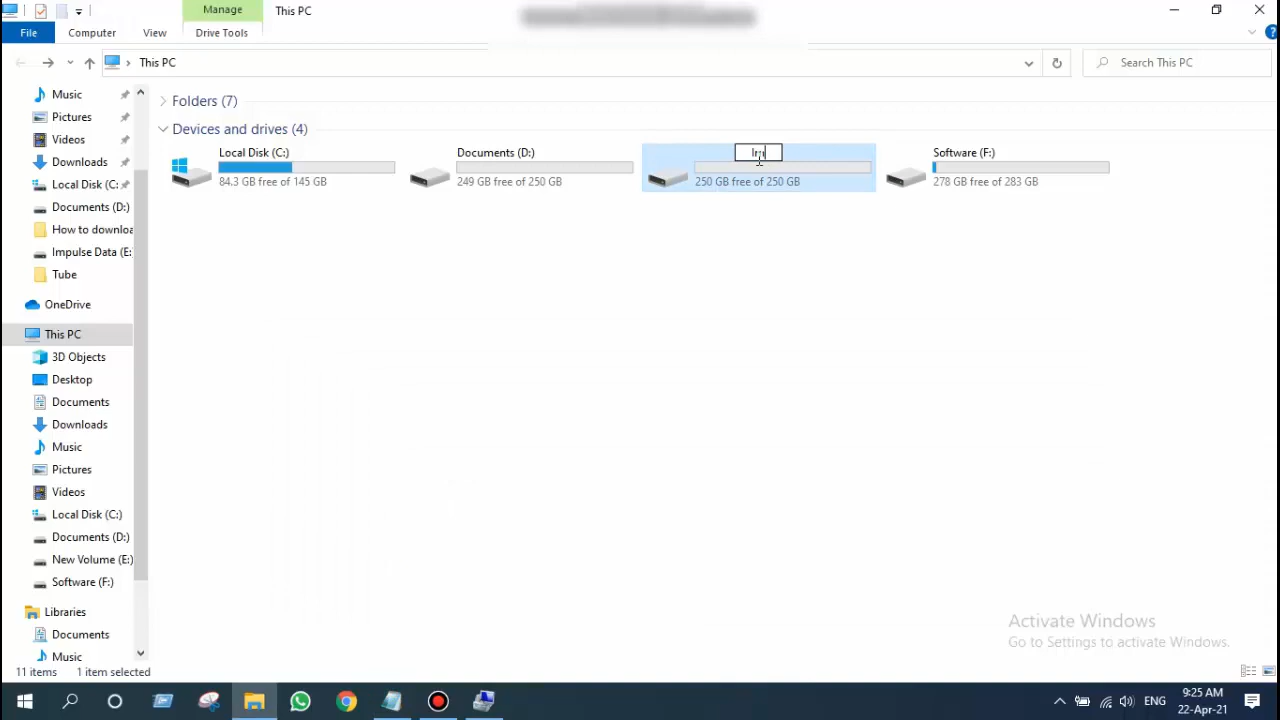 Manage
This PC
File
Computer
View
Drive Tools
This PC
Search This PC
Music
Pictures
Videos
Downloads
Local Disk (C:
Documents (D:)
How to downloa
Impulse Data (E:
Tube
OneDrive
This PC
3D Objects
Desktop
Documents
Downloads
Music
Pictures
Videos
Local Disk (C:)
Documents (D:)
New Volume (E:)
Software (F:)
Libraries
Documents
Music
Folders (7)
Devices and drives (4)
Local Disk (C:)
84.3 GB free of 145 GB
Documents (D:)
249 GB free of 250 GB
250 GB free of 250 GB
Software (F:)
278 GB free of 283 GB
Activate Windows
Go to Settings to activate Windows.
11 items
1 item selected
ENG
9:25 AM
22-Apr-21